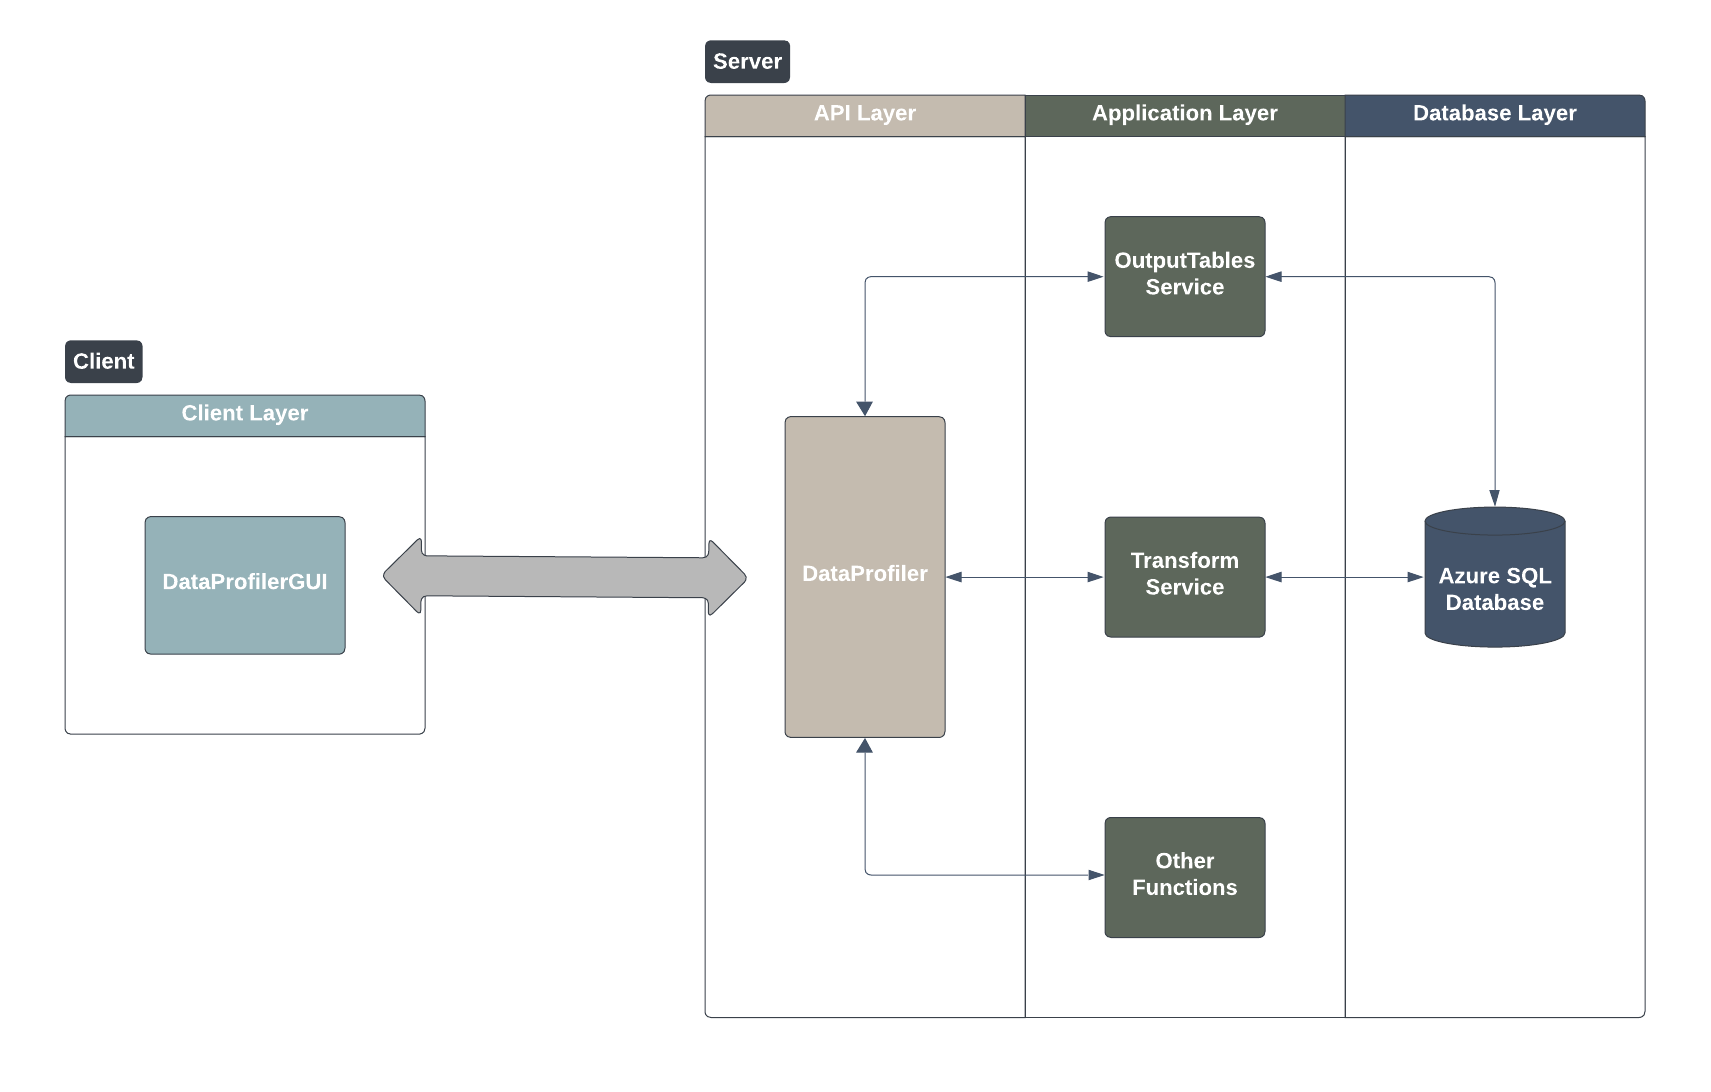 Server
API Layer
Application Layer
Database Layer
OutputTables
Service
Client
Client Layer
DataProfilerGUI
DataProfiler
Transform
Service
Azure SQL
Database
Other
Functions